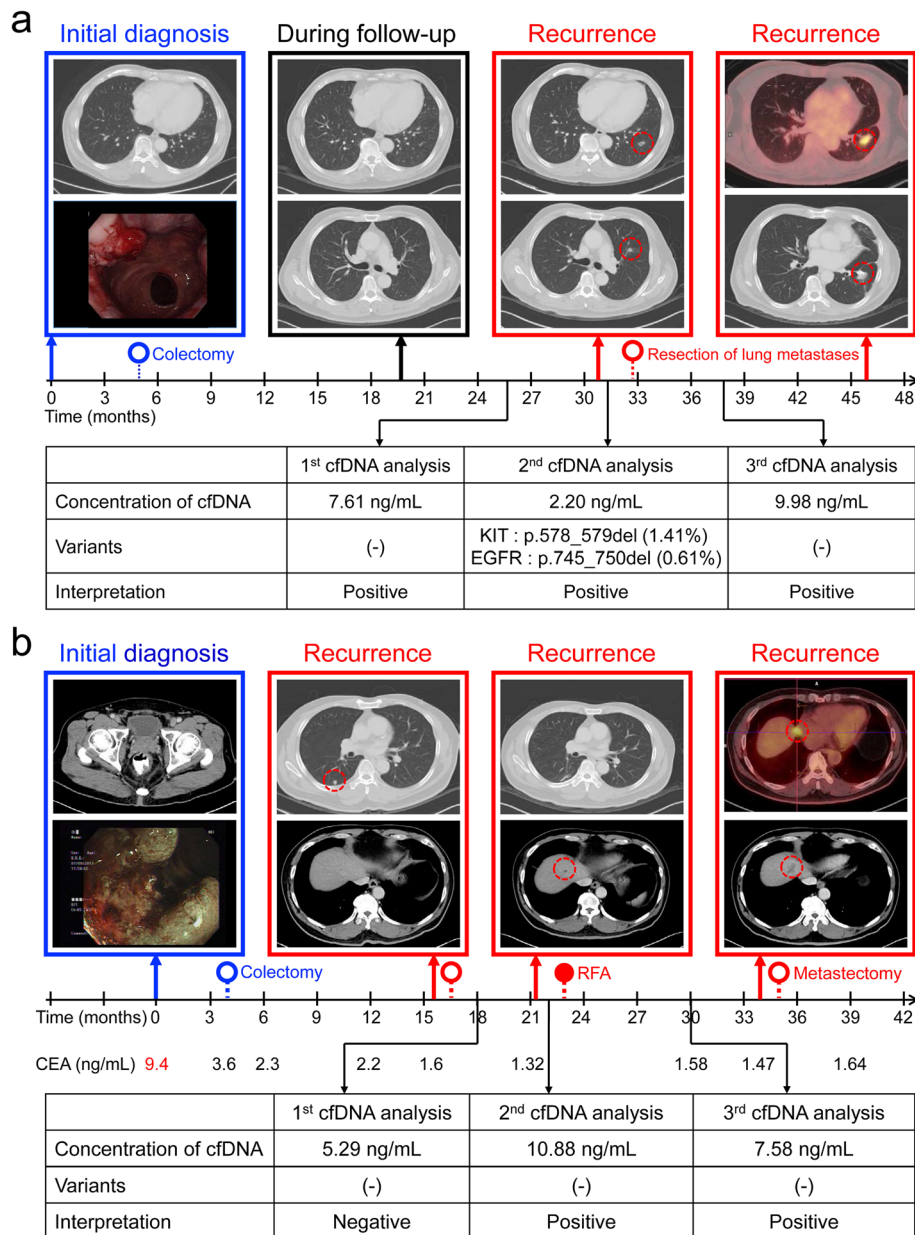 a
Initial diagnosis
During follow-up
Recurrence
Recurrence
Colectomy
Resection of lung metastases
0 3 6 9 12 15 18 21 24 27 30 33 36 39 42 45 48
Time (months)
1st cfDNA analysis 2nd cfDNA analysis 3rd cfDNA analysis
Concentration of cfDNA 7.61 ng/mL 2.20 ng/mL 9.98 ng/mL
Variants (-) KIT : p.578_579del (1.41%) (-)
EGFR : p.745_750del (0.61%)
Interpretation Positive Positive Positive
b
Initial diagnosis
Recurrence
Recurrence
Recurrence
Colectomy
RFA
Metastectomy
Time (months) 0 3 6 9 12 15 18 21 24 27 30 33 36 39 42
CEA (ng/mL) 9.4 3.6 2.3 2.2 1.6 1.32 1.58 1.47 1.64
1st cfDNA analysis 2nd cfDNA analysis 3rd cfDNA analysis
Concentration of cfDNA 5.29 ng/mL 10.88 ng/mL 7.58 ng/mL
Variants (-) (-) (-)
Interpretation Negative Positive Positive